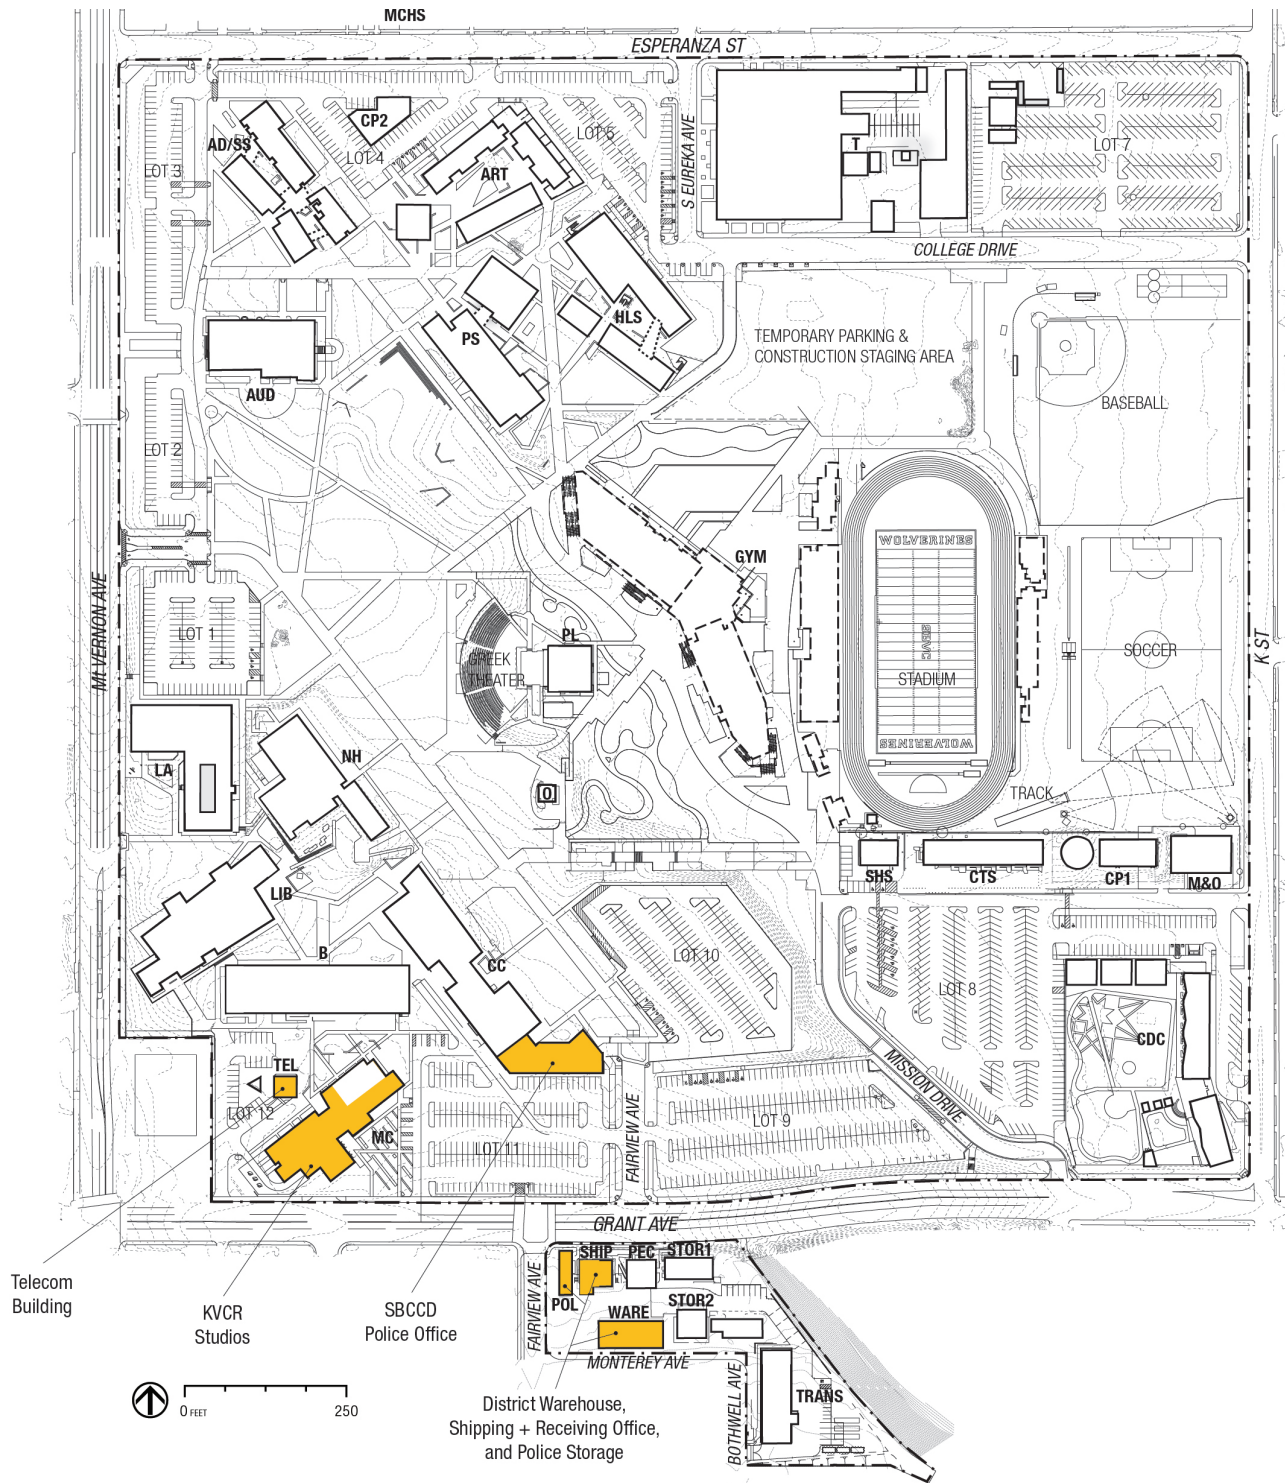 MCHS
ESPERANZA ST
CP2
AD/SS
LOT 5
LOT 4
LOT 3
ART
S. EUREKA AVE
T
LOT 7
COLLEGE DRIVE
HLS
PS
TEMPORARY PARKING &
CONSTRUCTION STAGING AREA
AUD
BASEBALL
LOT 2
WOLVERINES
GYM
Mt VERNON AVE
LOT 1
PL
GREEK
THEATER
SBVC
STADIUM
SOCCER
K ST
WOLVERINES
NH
LA
O
TRACK
SHS
CTS
CP1
M&O
LIB
B
CC
LOT 10
LOT 8
CDC
TEL
LOT 12
MC
LOT 11
FAIRVIEW AVE
LOT 9
MISSION DRIVE
GRANT AVE
SHIP
PEC
STOR1
POL
WARE
STOR2
FAIRVIEW AVE
MONTEREY AVE
BOTHWELL AVE
TRANS
Telecom
Building
KVCR
Studios
SBCCD
Police Office
District Warehouse,
Shipping + Receiving Office,
and Police Storage
0 FEET
250